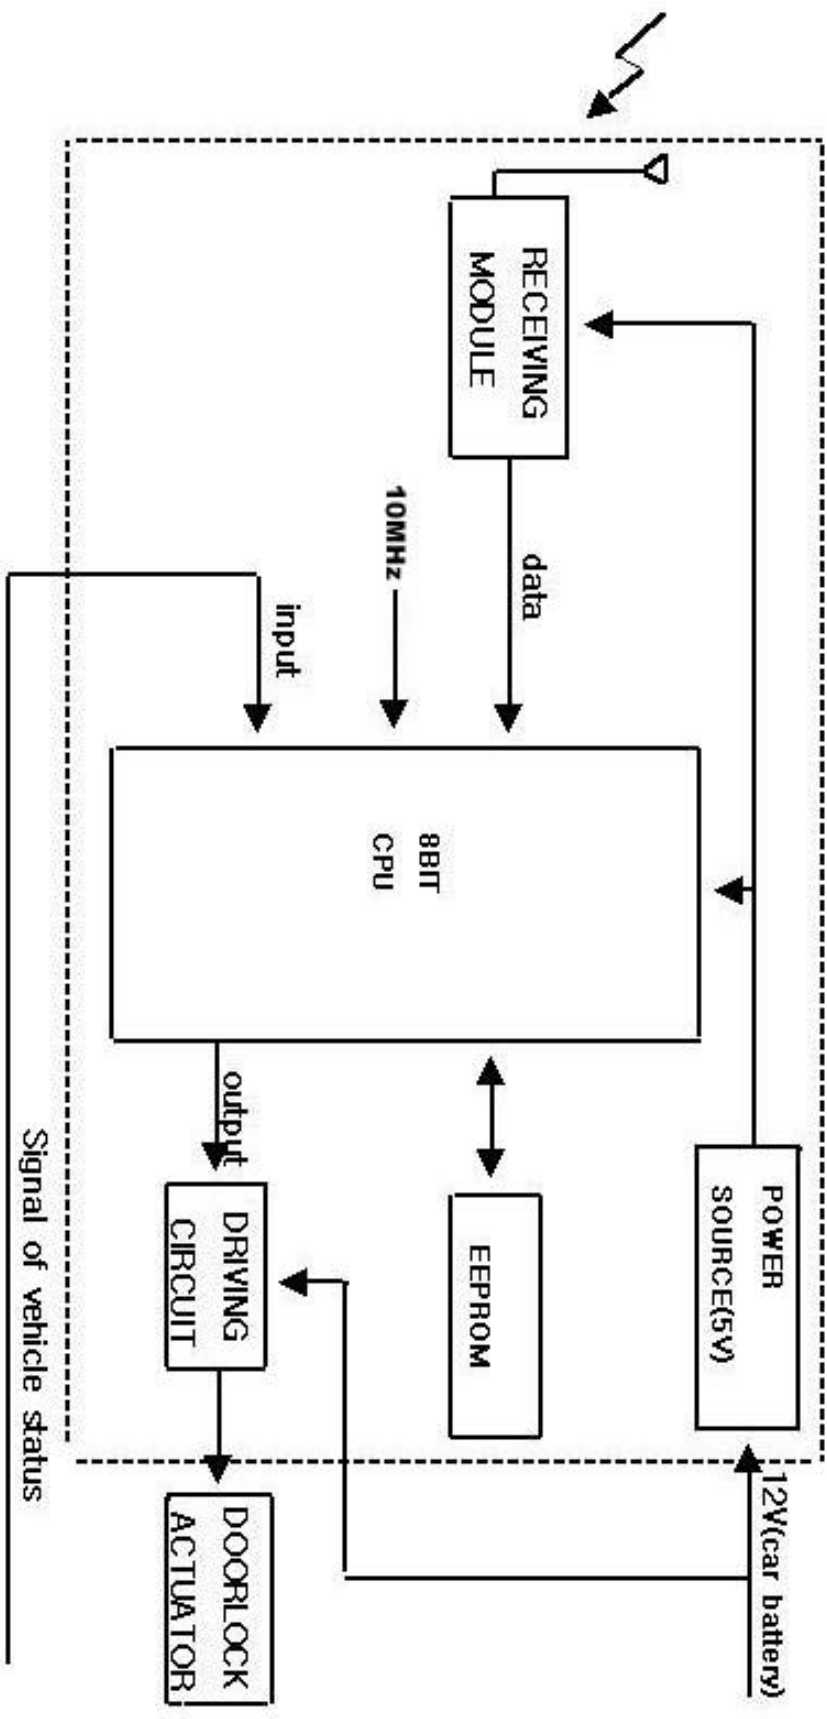 12V(car battery)
POWER
SOURCE(5V)
RECEIVING
MODULE
data
10MHz
input
8BIT
CPU
EEPROM
output
DRIVING
CIRCUIT
DOORLOCK
ACTUATOR
Signal of vehicle status